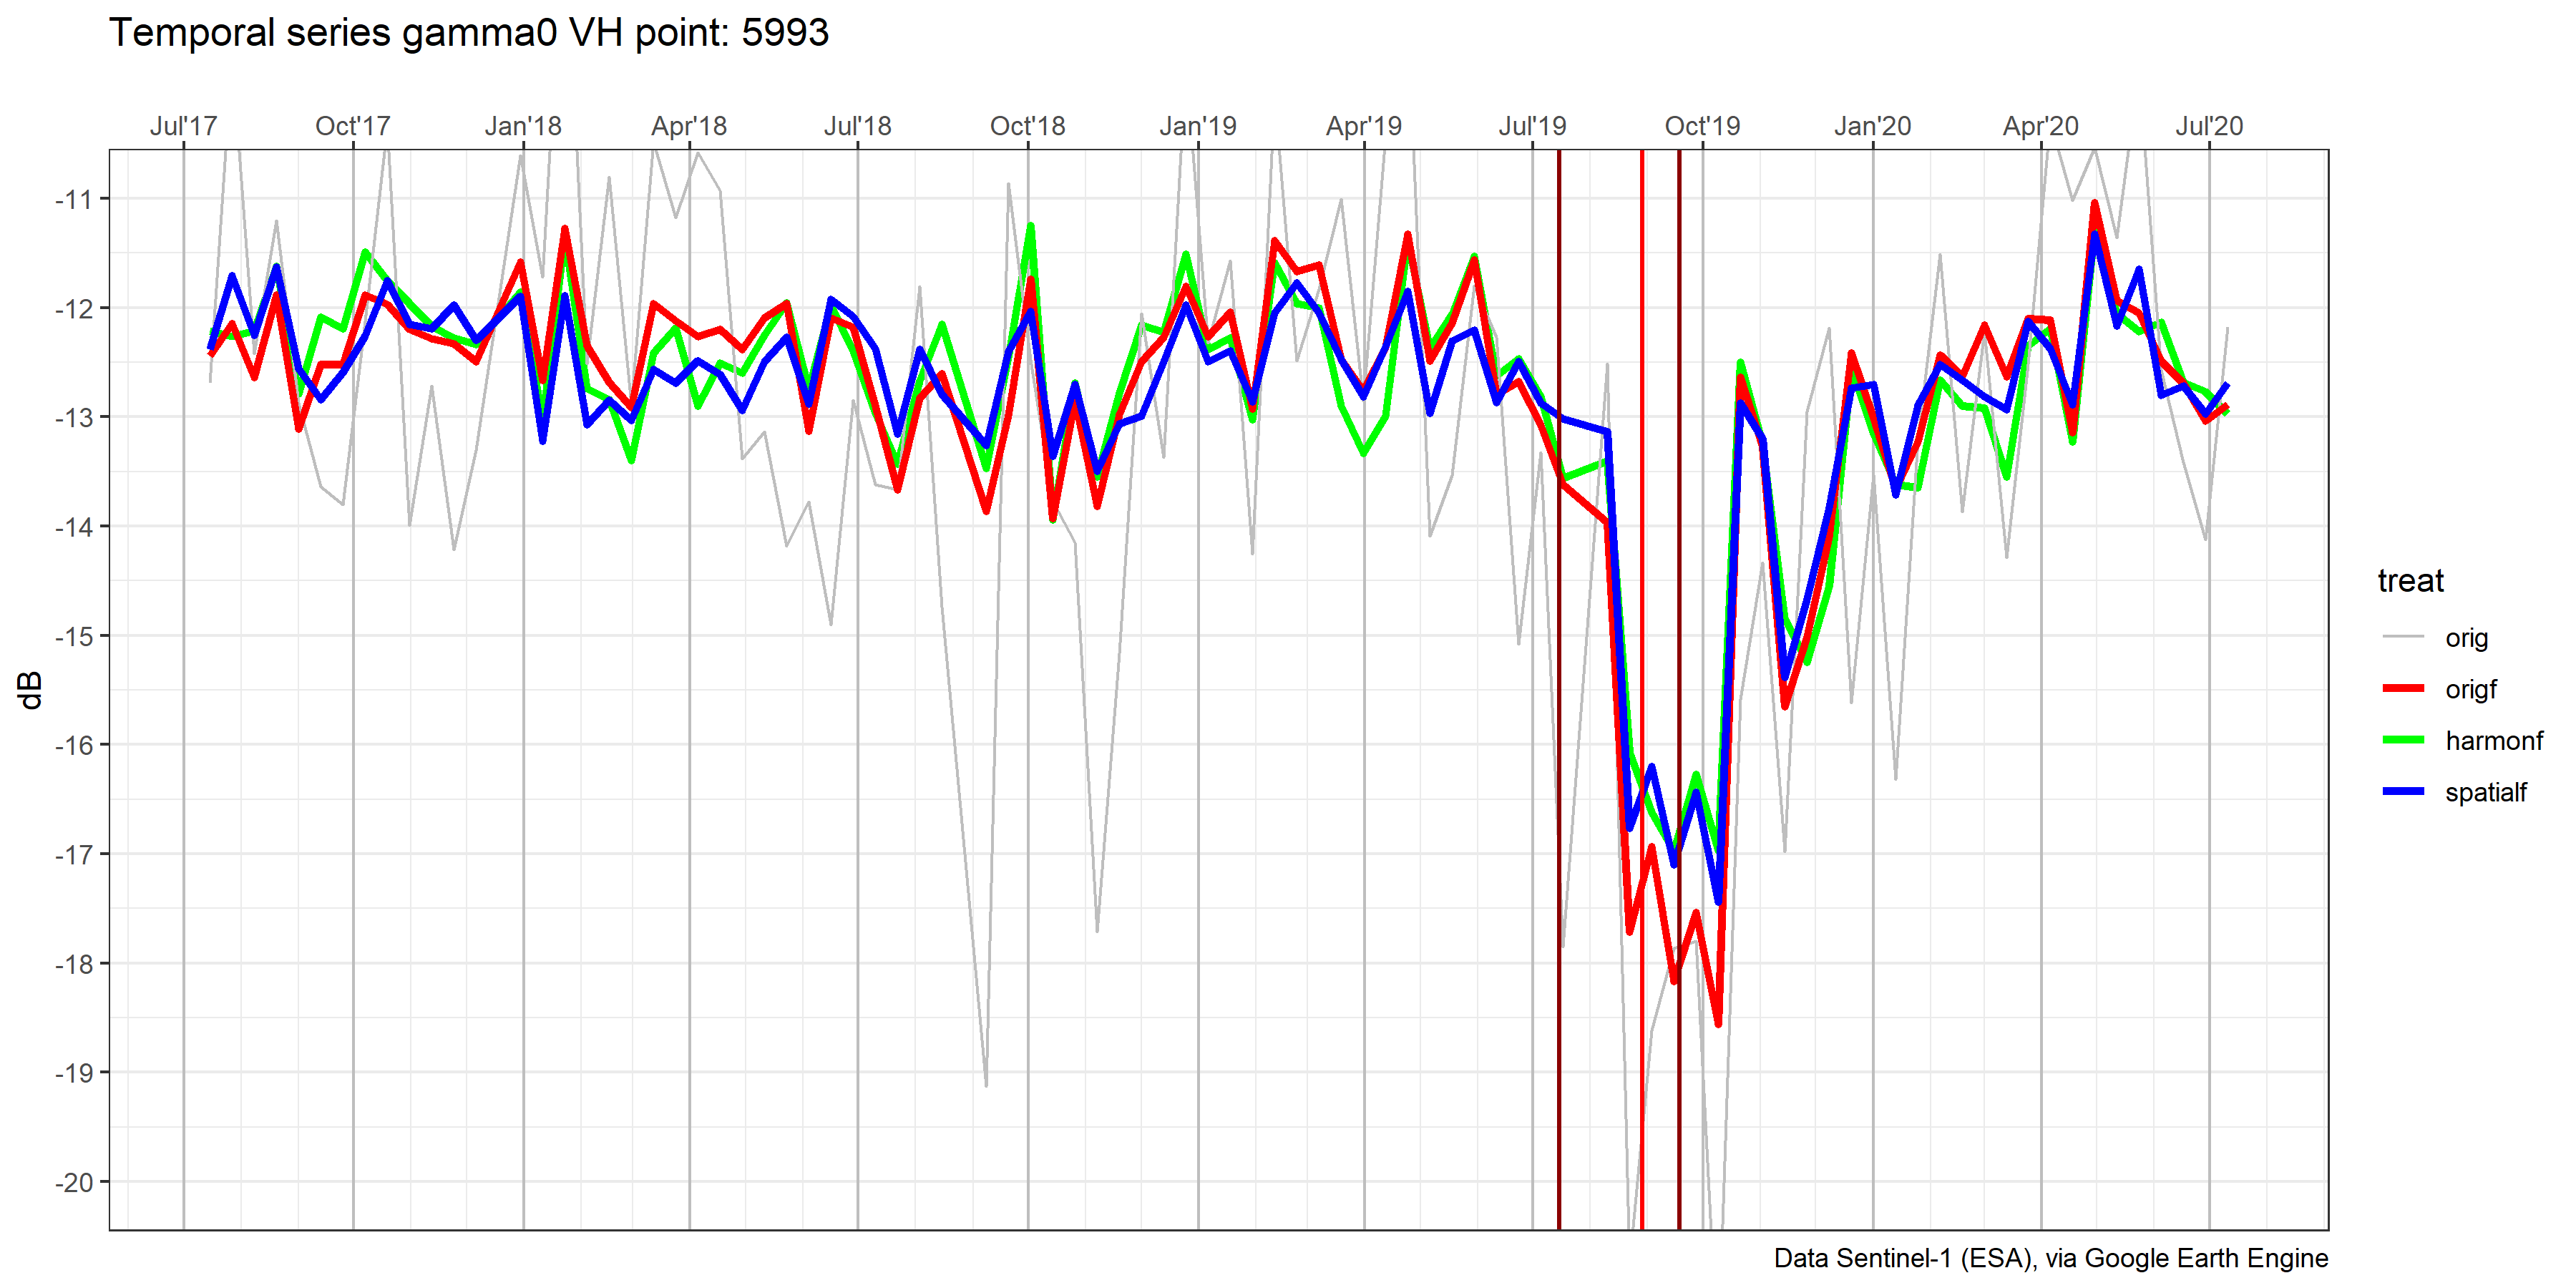 Temporal series gamma0 VH point: 5993
Jul'17 Oct'17 Jan'18 Apr'18 Jul'18 Oct'18 Jan'19 Apr'19 Jul'19 Oct'19 Jan'20 Apr'20 Jul'20
-11
-12
-13
-14
-15
-16
-17
-18
-19
-20
dB
treat
orig
origf
harmonf
spatialf
Data Sentinel-1 (ESA), via Google Earth Engine